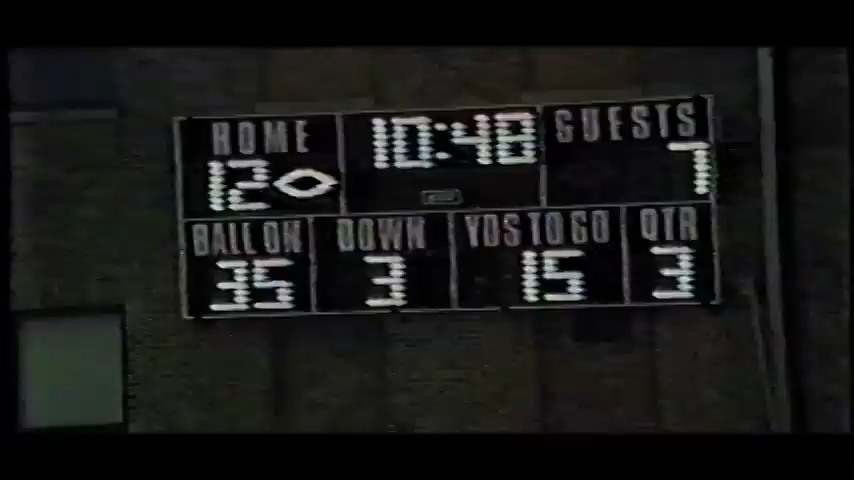 HOME 10:48 GUESTS
12 7
BALL ON DOWN YDS TO GO QTR
35 3 15 3